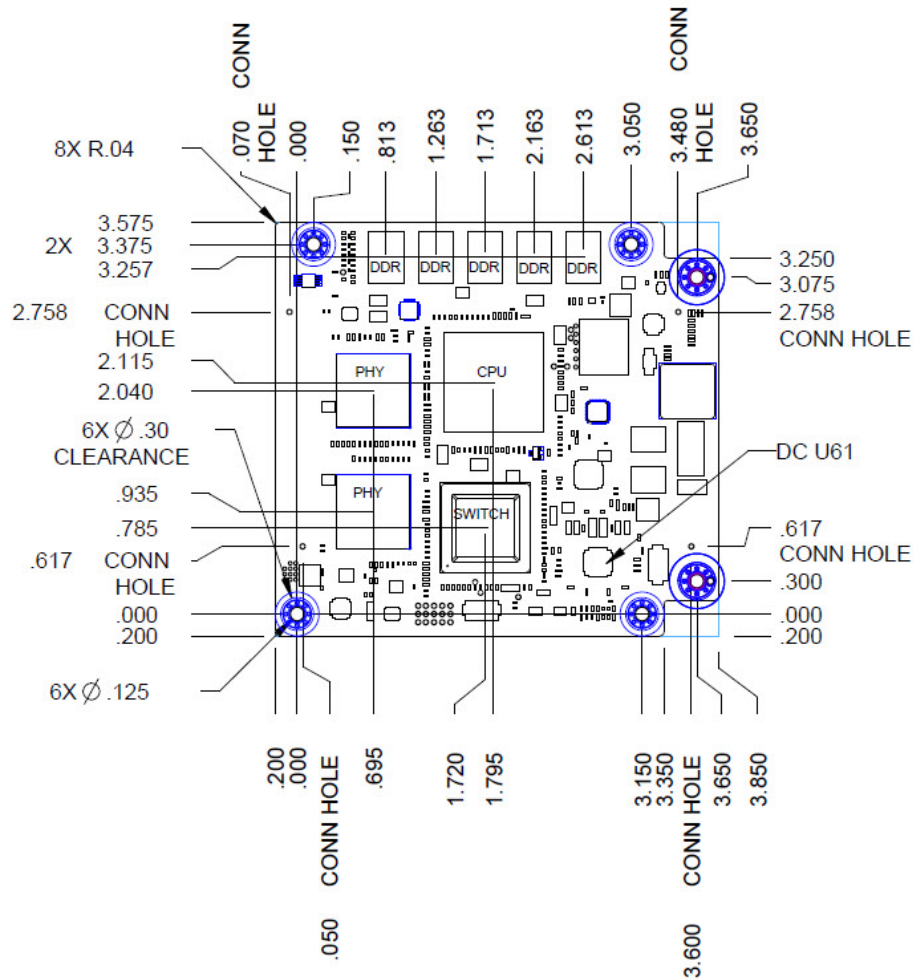 CONN
.070 HOLE
.000
.150
.813
1.263
1.713
2.163
2.613
3.050
CONN
3.480 HOLE
3.650
8X R.04
3.575
2X 3.375
3.257
2.758 CONN HOLE
2.115
2.040
6X ∅ .30
CLEARANCE
.935
.785
.617 CONN HOLE
.000
.200
6X ∅ .125
DDR
DDR
DDR
DDR
DDR
PHY
CPU
PHY
SWITCH
3.250
3.075
2.758
CONN HOLE
DC U61
.617
CONN HOLE
.300
.000
.200
.200
.000
.050 CONN HOLE
.695
1.720
1.795
3.150
3.350
3.600 CONN HOLE
3.650
3.850